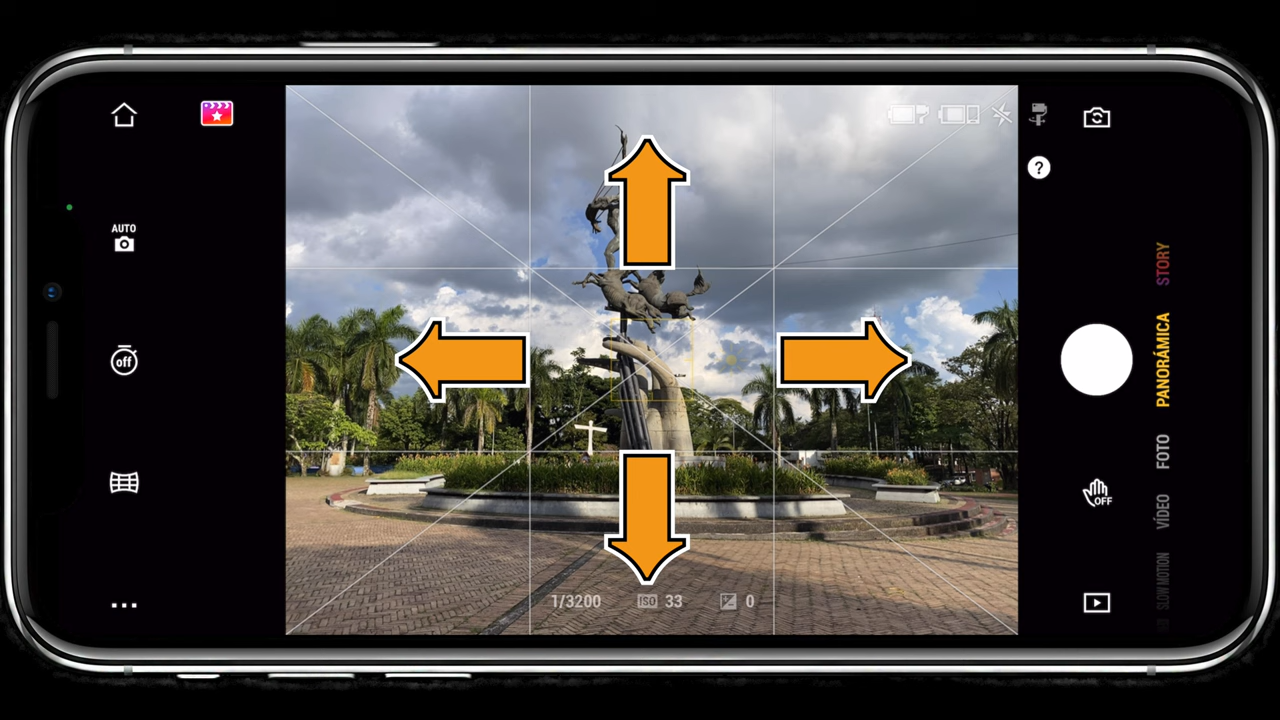 AUTO
off
1/3200
ISO 33
0
?
STORY
PANORÁMICA
FOTO
VÍDEO
SLOW MOTION
OFF